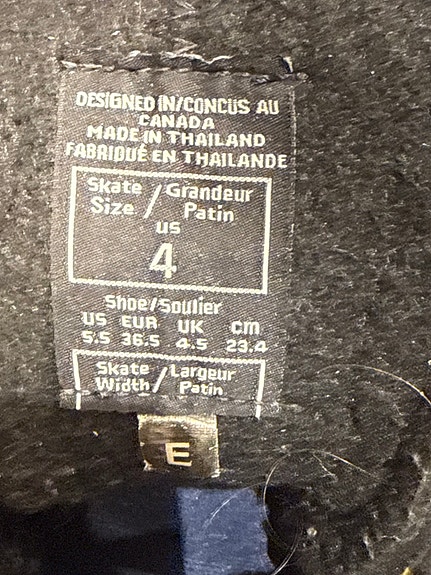 DESIGNED IN/CONCUS AU
CANADA
MADE IN THAILAND
FABRIQUÉ EN THAILANDE
Skate / Grandeur
Size / Patin
US
4
Shoe/Soulier
US EUR UK cm
5.5 36.5 4.5 23.4
Skate / Largeur
Width / Patin
E